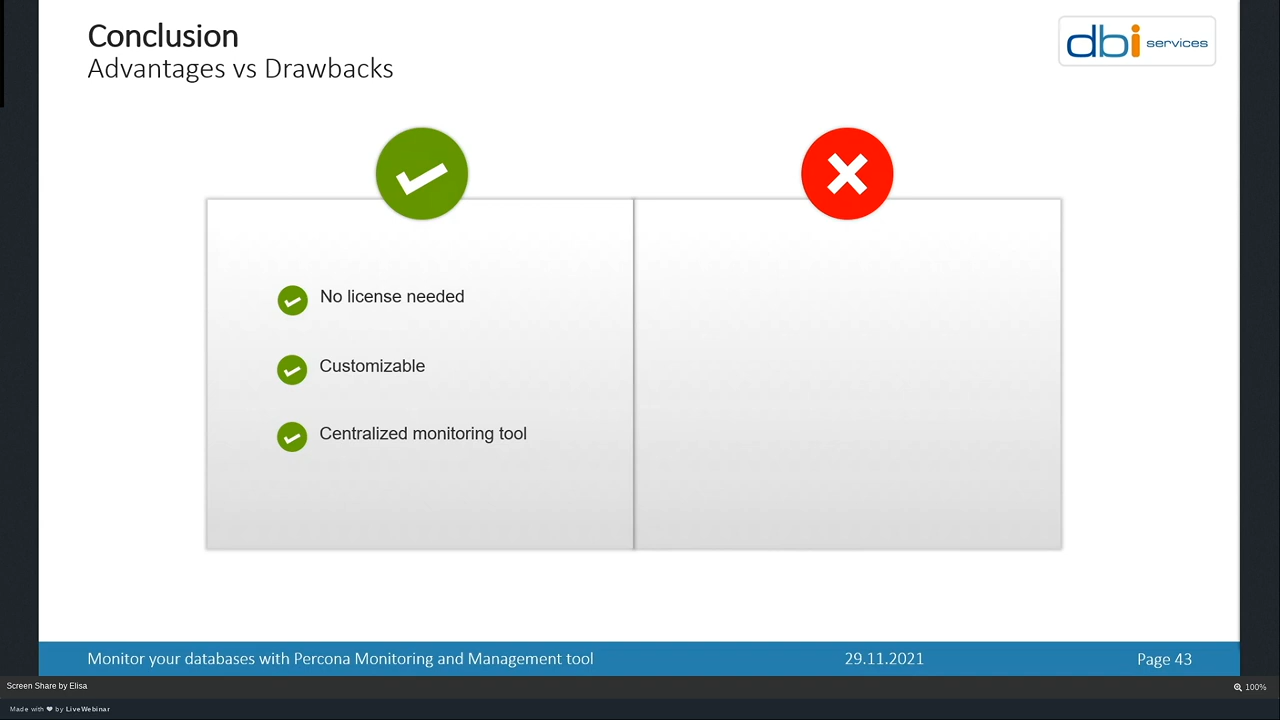 Conclusion
Advantages vs Drawbacks
dbi services
No license needed
Customizable
Centralized monitoring tool
Monitor your databases with Percona Monitoring and Management tool
29.11.2021
Page 43
Screen Share by Elisa
100%
Made with ❤ by LiveWebinar